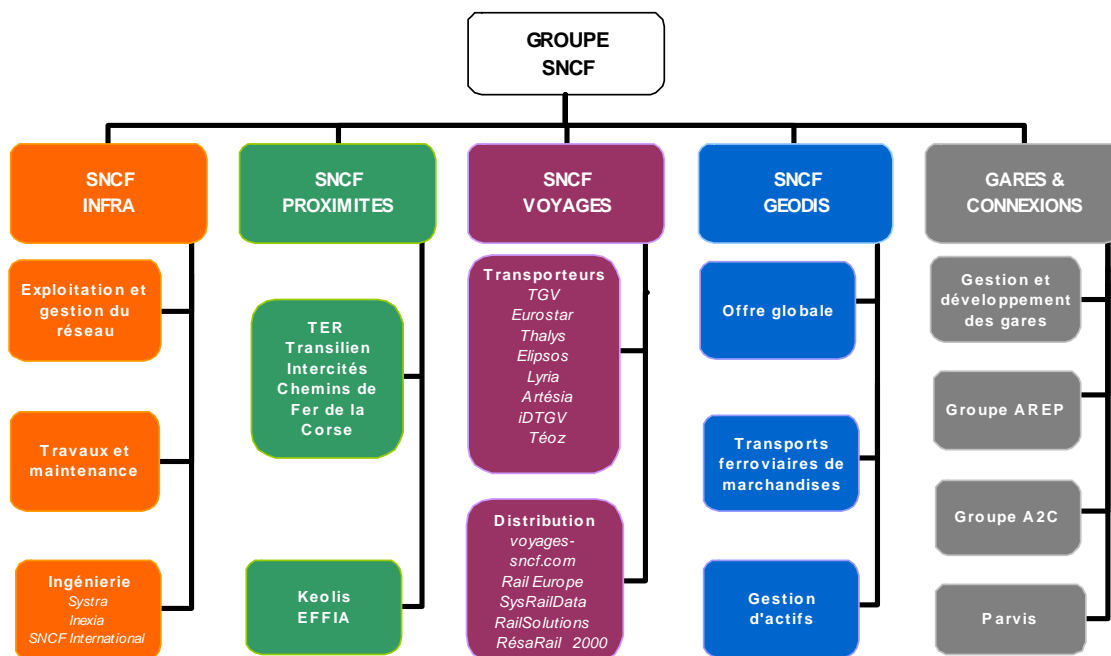 GROUPE
SNCF
SNCF
INFRA
Exploitation et
gestion du
réseau
Travaux et
maintenance
Ingénierie
Systra
Inexia
SNCF International
SNCF
PROXIMITES
TER
Transilien
Intercités
Chemins de
Fer de la
Corse
Keolis
EFFIA
SNCF
VOYAGES
Transporteurs
TGV
Eurostar
Thalys
Elipsos
Lyria
Artésia
iDTGV
Téoz
Distribution
voyages-
sncf.com
Rail Europe
SysRailData
RailSolutions
RésaRail 2000
SNCF
GEODIS
Offre globale
Transports
ferroviaires de
marchandises
Gestion
d'actifs
GARES &
CONNEXIONS
Gestion et
développement
des gares
Groupe AREP
Groupe A2C
Parvis